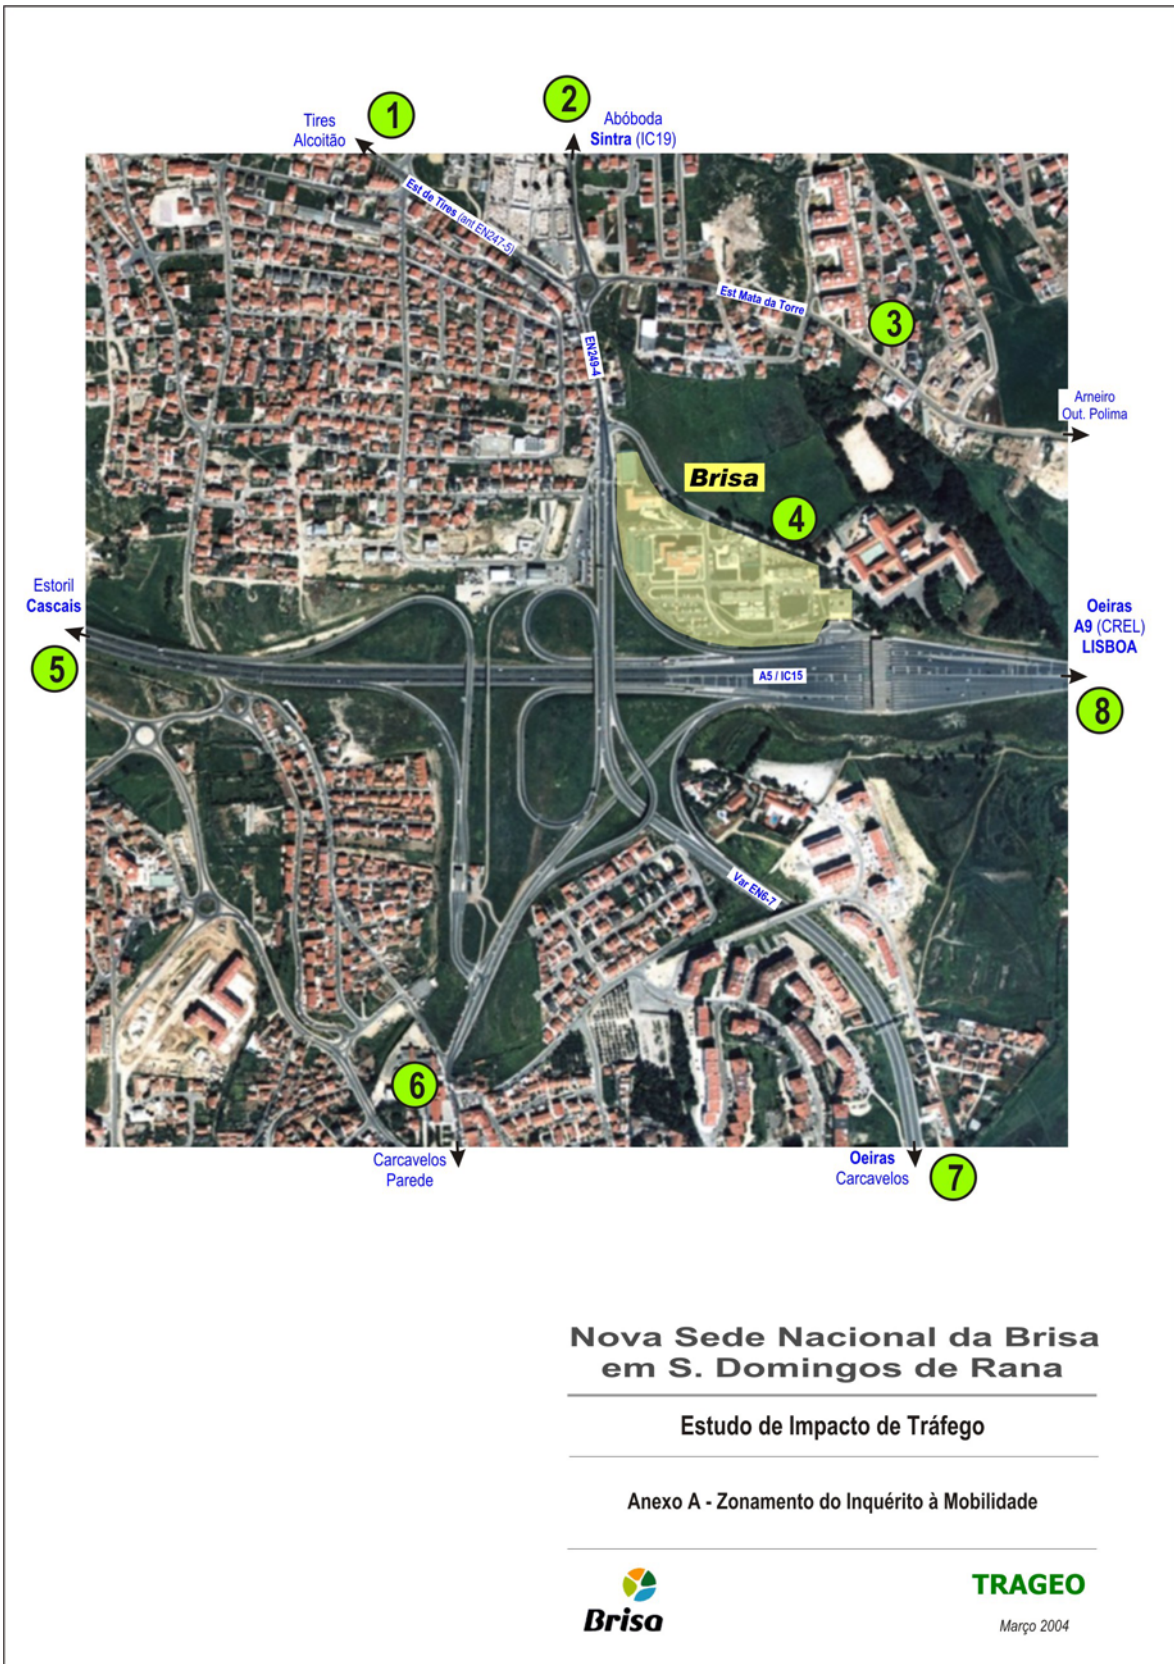 1
2
Tires
Alcoitão
Abóboda
Sintra (IC19)
Est de Tires (ant EN247-5)
Est Mata da Torre
3
EN249-4
Arneiro
Out. Polima
Brisa
4
Estoril
Cascais
5
Oeiras
A9 (CREL)
LISBOA
A5 / IC15
8
Var EN6-7
6
Carcavelos
Parede
Oeiras
Carcavelos
7
Nova Sede Nacional da Brisa
em S. Domingos de Rana
Estudo de Impacto de Tráfego
Anexo A - Zonamento do Inquérito à Mobilidade
Brisa
TRAGEO
Março 2004